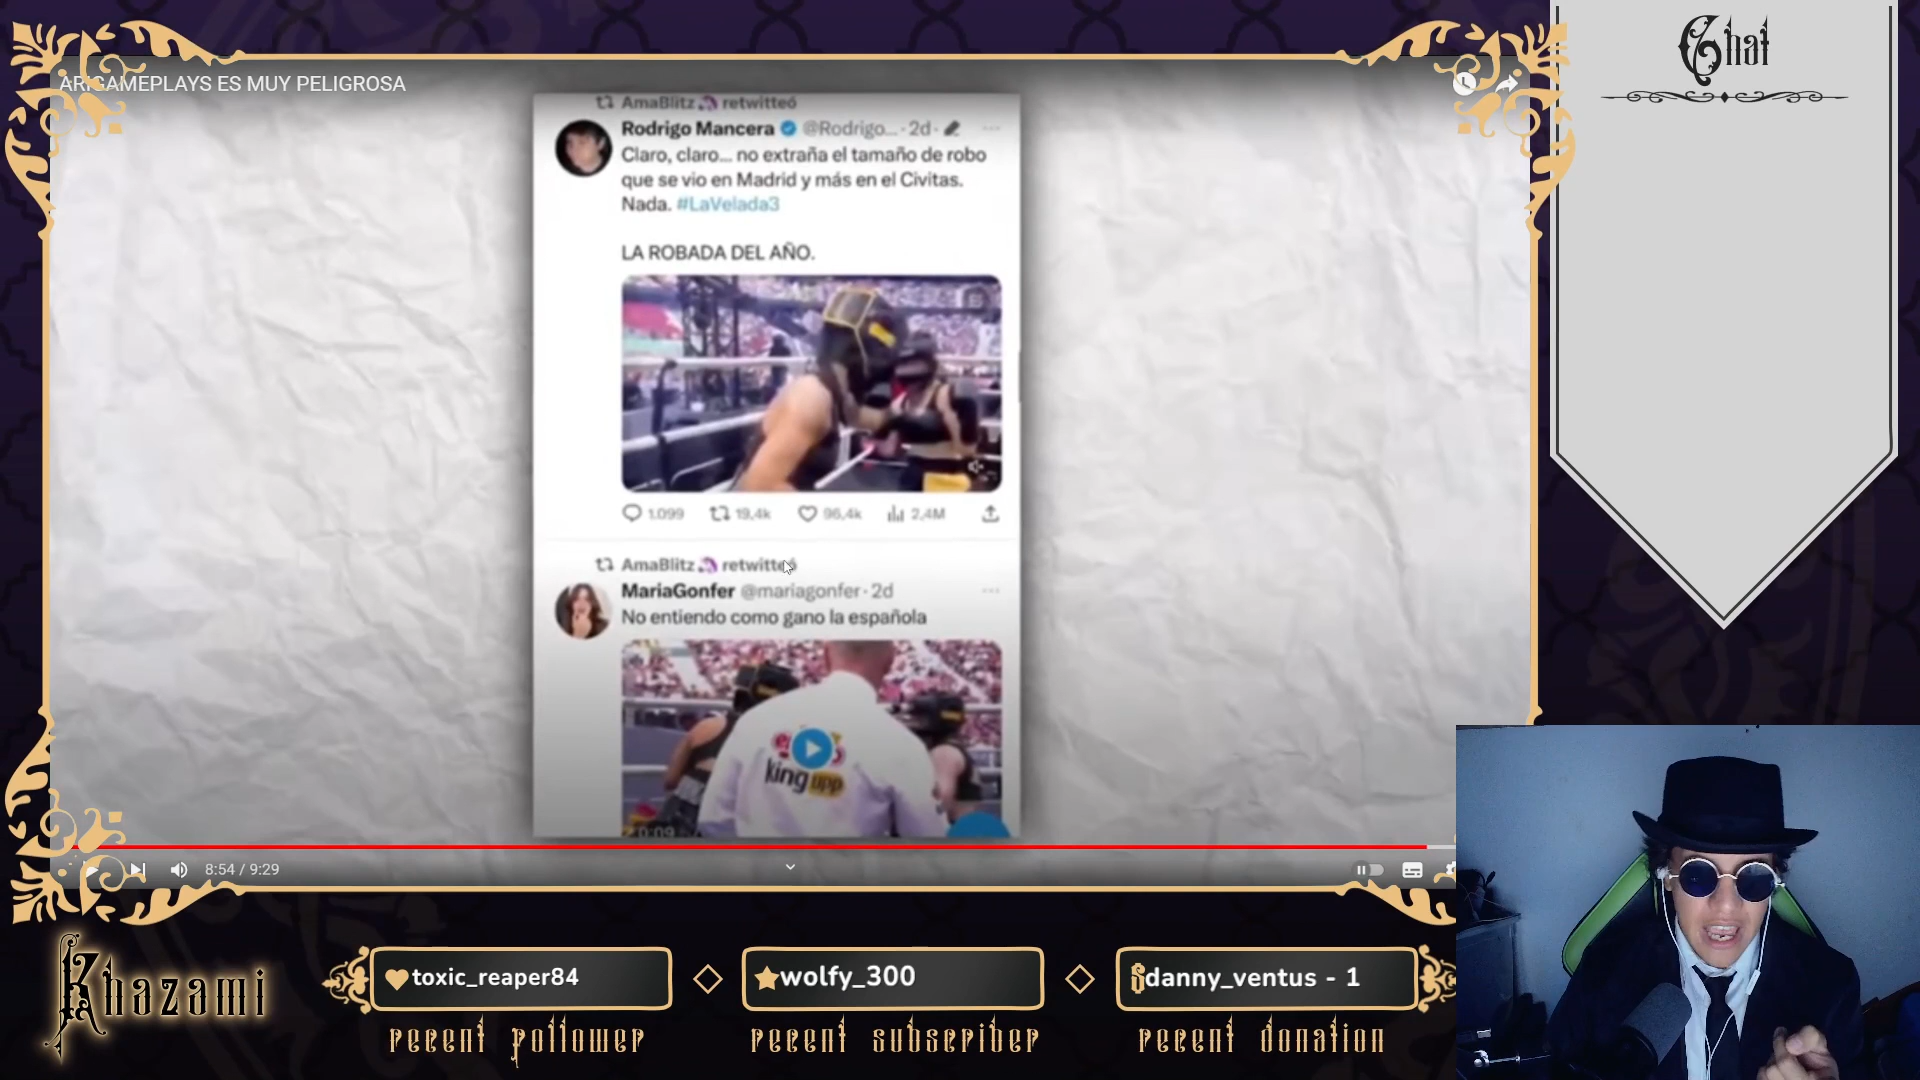 ARIGAMEPLAYS ES MUY PELIGROSA
Chat
AmaBlitz retwitteó
Rodrigo Mancera @Rodrigo... · 2d ·
Claro, claro... no extraña el tamaño de robo
que se vio en Madrid y más en el Civitas.
Nada. #LaVelada3
LA ROBADA DEL AÑO.
1.099 19,4k 96,4k 2,4M
AmaBlitz retwitteó
MariaGonfer @mariagonfer · 2d
No entiendo como gano la española
king upp
0:09
8:54 / 9:29
Khazami
toxic_reaper84
wolfy_300
danny_ventus - 1
recent follower
recent subscriber
recent donation